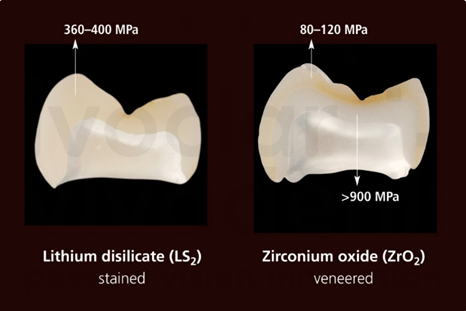 360–400 MPa
80–120 MPa
>900 MPa
Lithium disilicate (LS₂)
stained
Zirconium oxide (ZrO₂)
veneered